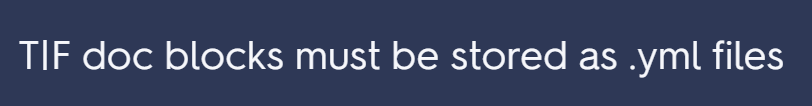 TIF doc blocks must be stored as .yml files